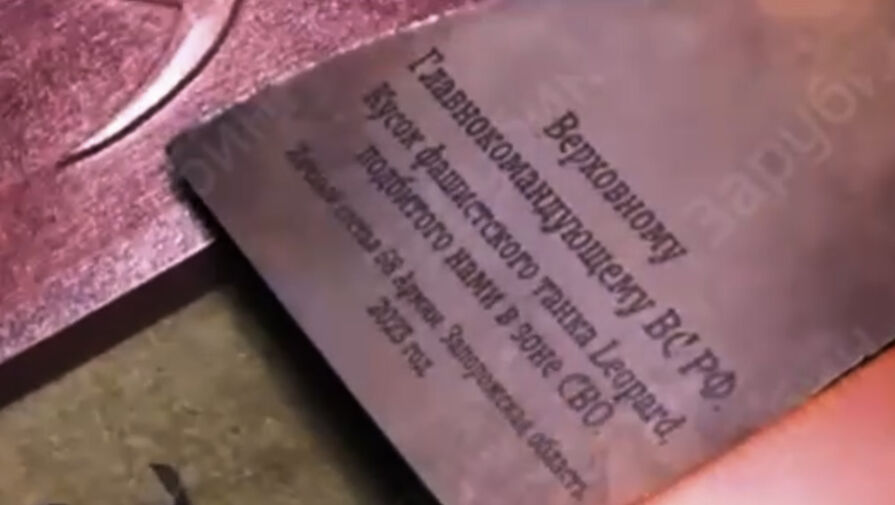 Верховному
Главнокомандующему ВС РФ.
Кусок фашистского танка Leopard,
подбитого нами в зоне СВО.
Личный состав Армии. Запорожская область.
2023 год
Заруби